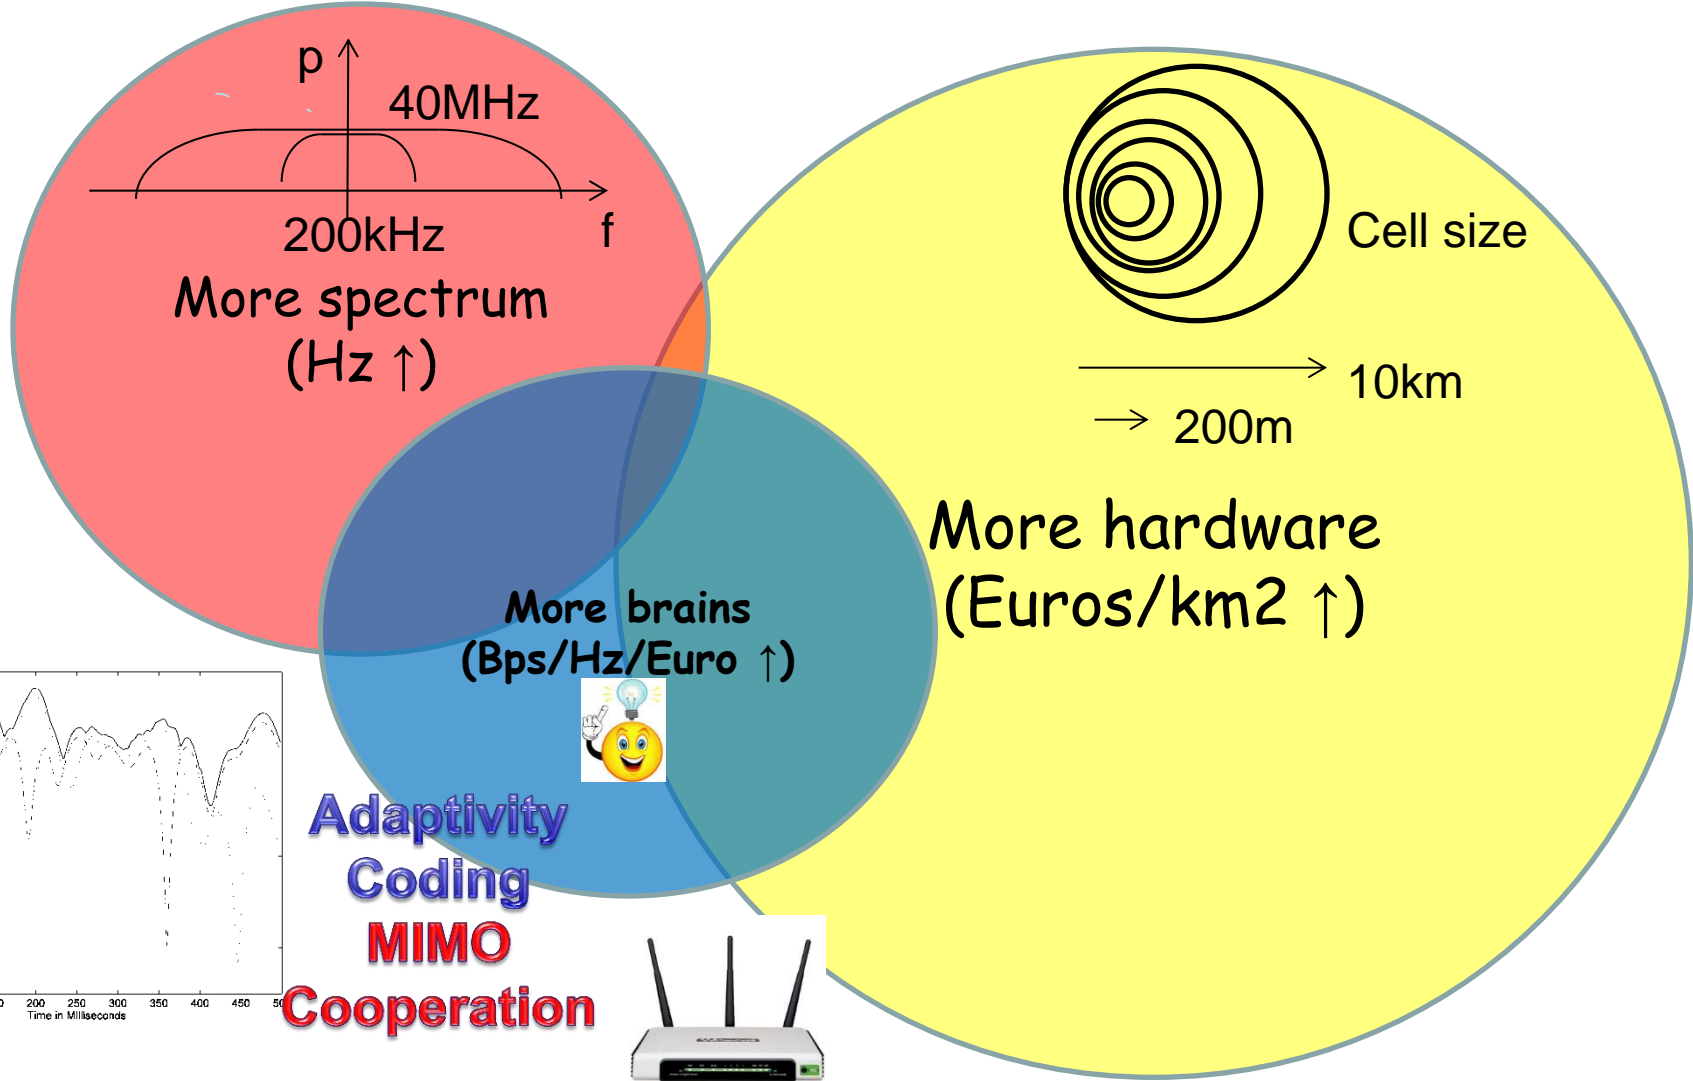 p
40MHz
200kHz
f
More spectrum
(Hz ↑)
Cell size
10km
200m
More hardware
(Euros/km2 ↑)
More brains
(Bps/Hz/Euro ↑)
Adaptivity
Coding
MIMO
Cooperation
200 250 300 350 400 450
Time in Milliseconds